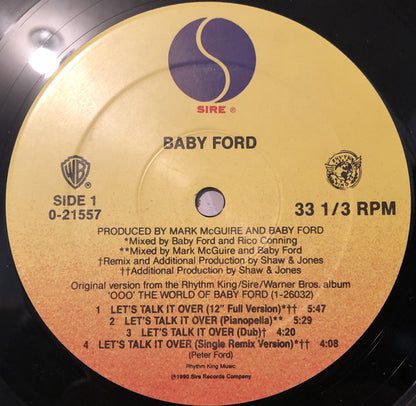 SIRE ®
BABY FORD
WB
SIDE 1
0-21557
33 1/3 RPM
PRODUCED BY MARK McGUIRE AND BABY FORD
*Mixed by Baby Ford and Rico Conning
**Mixed by Mark McGuire and Baby Ford
†Remix and Additional Production by Shaw & Jones
††Additional Production by Shaw & Jones
Original version from the Rhythm King/Sire/Warner Bros. album
'OOO' THE WORLD OF BABY FORD (1-26032)
1 LET'S TALK IT OVER (12" Full Version)*†† 5:47
2 LET'S TALK IT OVER (Pianopella)** 5:29
3 LET'S TALK IT OVER (Dub)† 4:20
4 LET'S TALK IT OVER (Single Remix Version)*†† 4:08
(Peter Ford)
Rhythm King Music
℗1990 Sire Records Company